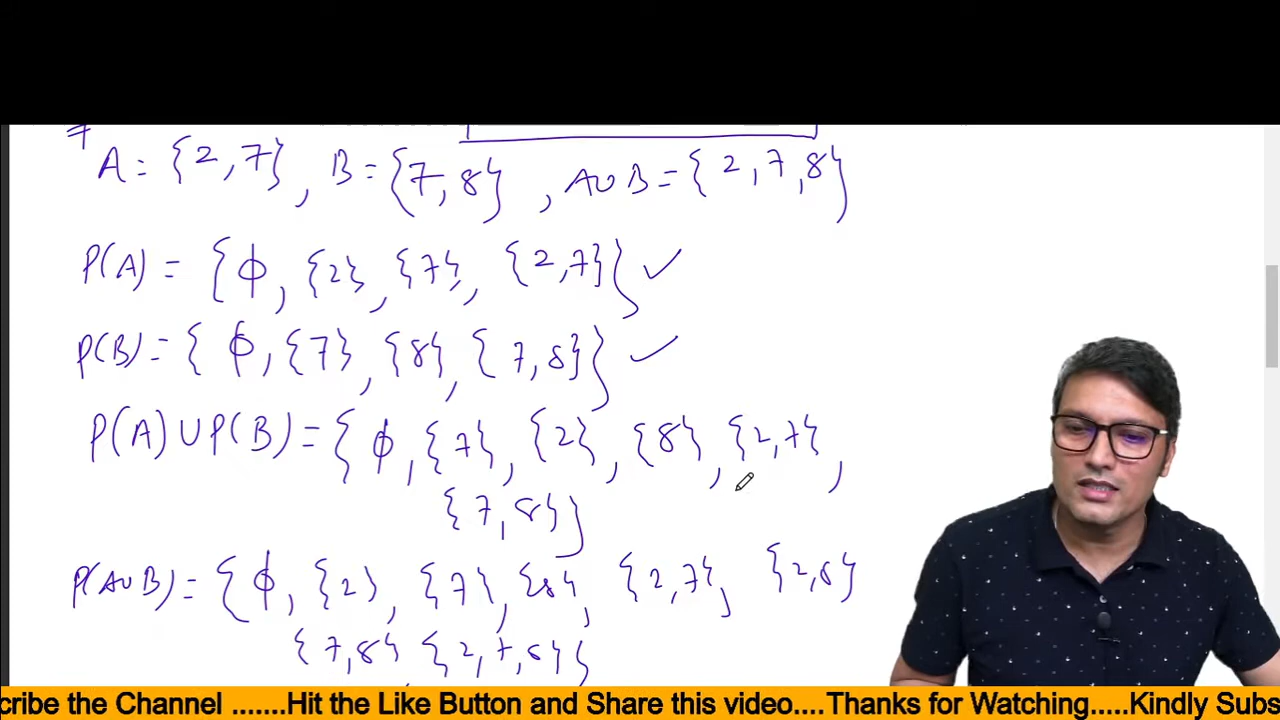 A = {2,7}, B = {7,8}, A∪B = {2,7,8}
P(A) = {ϕ, {2}, {7}, {2,7}} ✓
P(B) = {ϕ, {7}, {8}, {7,8}} ✓
P(A)∪P(B) = {ϕ, {7}, {2}, {8}, {2,7},
{7,8}}
P(A∪B) = {ϕ, {2}, {7}, {8}, {2,7}, {2,8}
{7,8} {2,7,8}}
cribe the Channel .......Hit the Like Button and Share this video....Thanks for Watching.....Kindly Subs